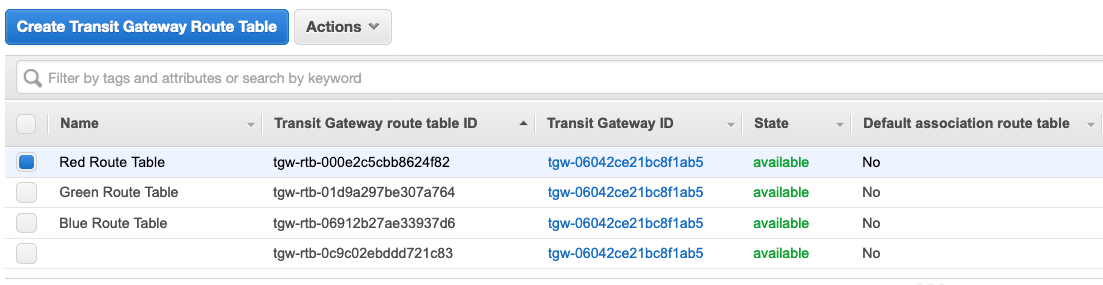 Create Transit Gateway Route Table Actions
Filter by tags and attributes or search by keyword
Name Transit Gateway route table ID Transit Gateway ID State Default association route table
Red Route Table tgw-rtb-000e2c5cbb8624f82 tgw-06042ce21bc8f1ab5 available No
Green Route Table tgw-rtb-01d9a297be307a764 tgw-06042ce21bc8f1ab5 available No
Blue Route Table tgw-rtb-06912b27ae33937d6 tgw-06042ce21bc8f1ab5 available No
tgw-rtb-0c9c02ebddd721c83 tgw-06042ce21bc8f1ab5 available No